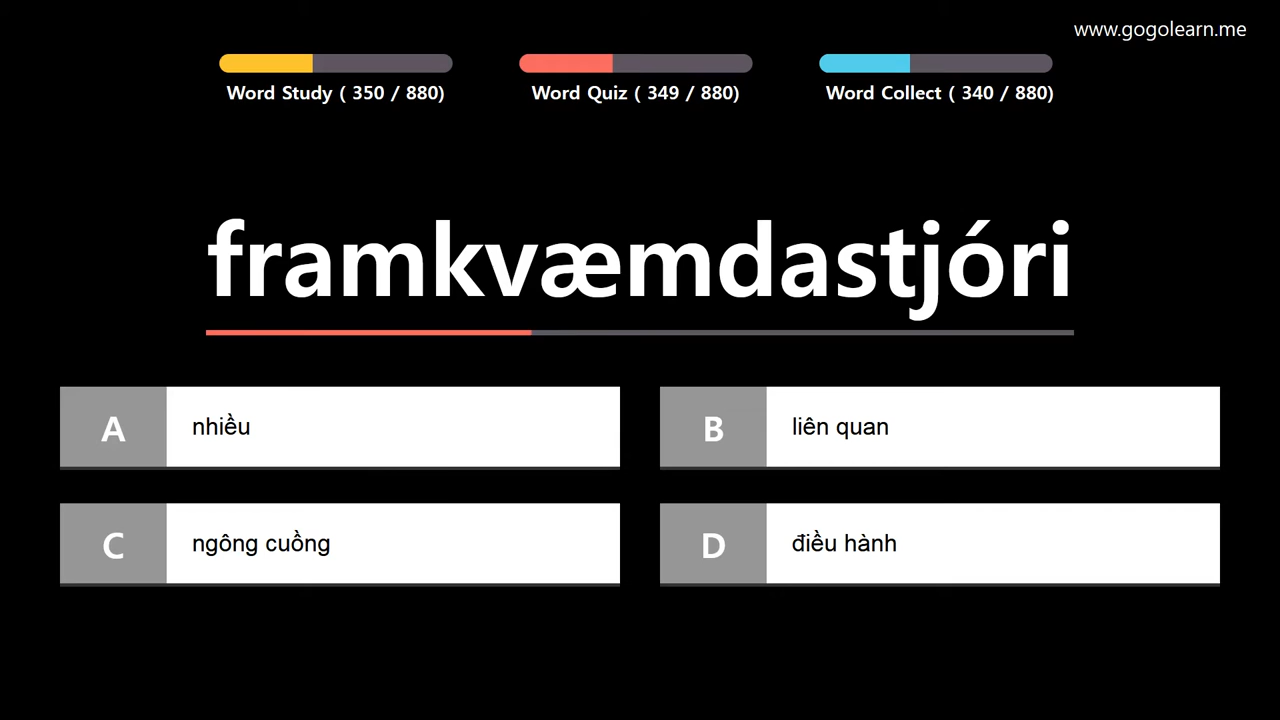 www.gogolearn.me
Word Study ( 350 / 880)
Word Quiz ( 349 / 880)
Word Collect ( 340 / 880)
framkvæmdastjóri
A nhiều
B liên quan
C ngông cuồng
D điều hành